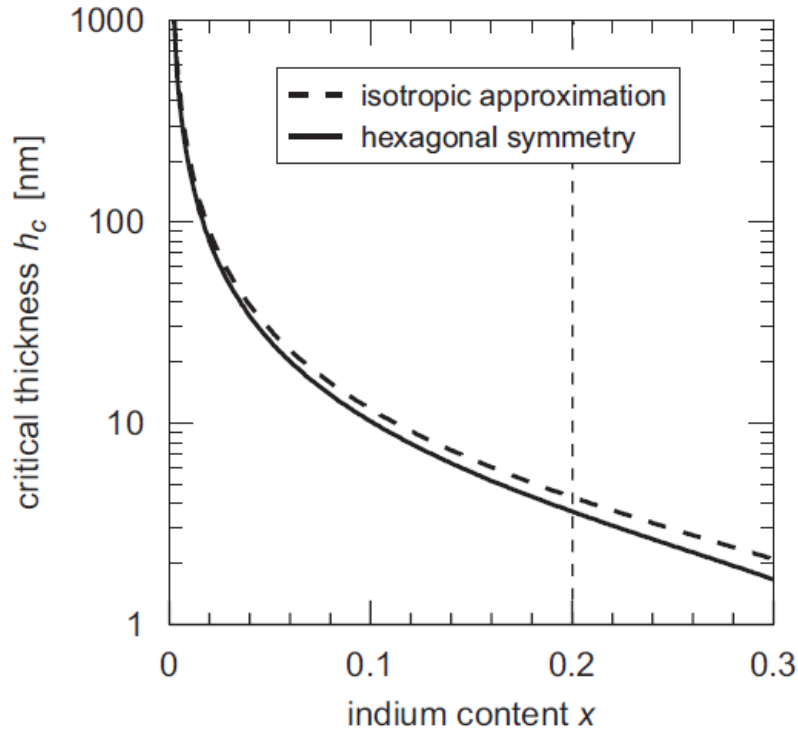 1000
isotropic approximation
hexagonal symmetry
critical thickness h_c [nm]
100
10
1
0 0.1 0.2 0.3
indium content x